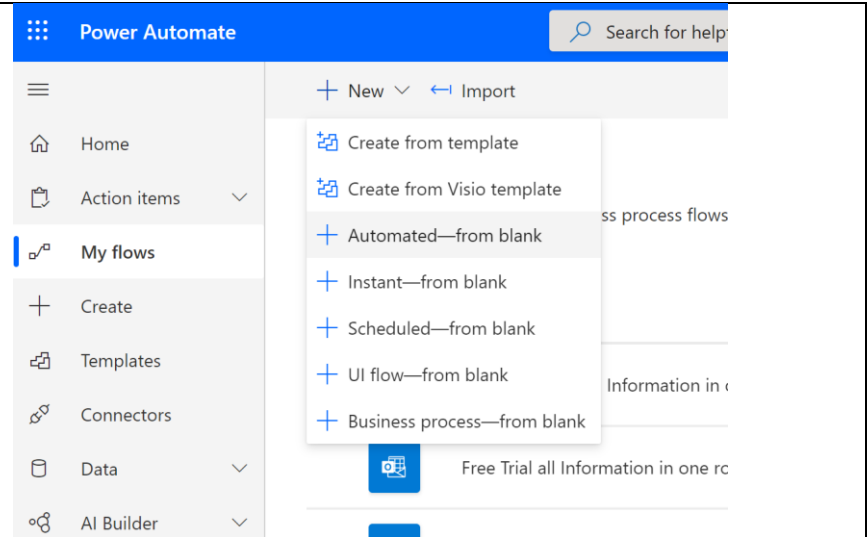 Power Automate
Search for help
New
Import
Home
Action items
My flows
Create
Templates
Connectors
Data
AI Builder
Create from template
Create from Visio template
Automated—from blank
Instant—from blank
Scheduled—from blank
UI flow—from blank
Business process—from blank
ss process flows
Information in
Free Trial all Information in one ro